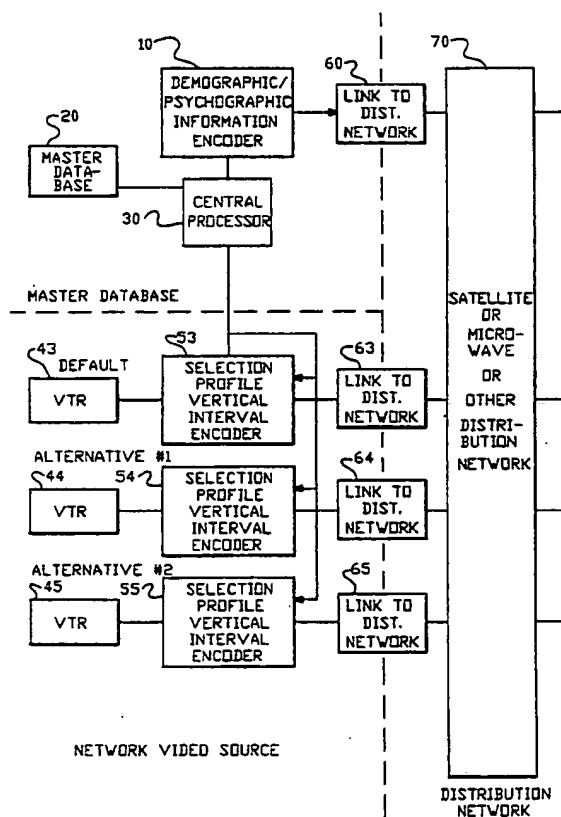 10
DEMOGRAPHIC/
PSYCHOGRAPHIC
INFORMATION
ENCODER
60
LINK TO
DIST.
NETWORK
70
20
MASTER
DATA-
BASE
30
CENTRAL
PROCESSOR
MASTER DATABASE
SATELLITE
OR
MICRO-
WAVE
OR
OTHER
DISTRI-
BUTION
NETWORK
43
DEFAULT
VTR
53
SELECTION
PROFILE
VERTICAL
INTERVAL
ENCODER
63
LINK TO
DIST.
NETWORK
ALTERNATIVE #1
44
VTR
54
SELECTION
PROFILE
VERTICAL
INTERVAL
ENCODER
64
LINK TO
DIST.
NETWORK
ALTERNATIVE #2
45
VTR
55
SELECTION
PROFILE
VERTICAL
INTERVAL
ENCODER
65
LINK TO
DIST.
NETWORK
NETWORK VIDEO SOURCE
DISTRIBUTION
NETWORK